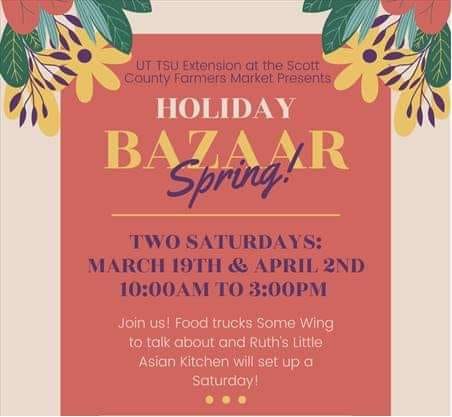 UT TSU Extension at the Scott
County Farmers Market Presents
HOLIDAY
BAZAAR
Spring!
TWO SATURDAYS:
MARCH 19TH & APRIL 2ND
10:00AM TO 3:00PM
Join us! Food trucks Some Wing
to talk about and Ruth's Little
Asian Kitchen will set up a
Saturday!